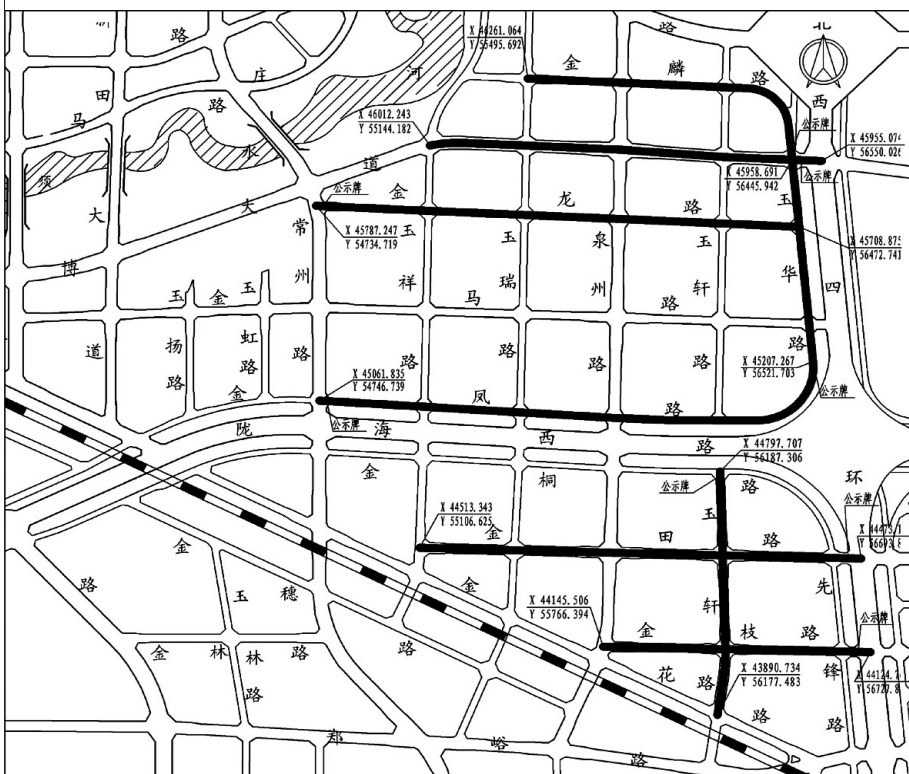 路
X 46261.064
Y 55495.692
路
北
庄
河
金
麟
路
西
田
马
路
X 46012.243
Y 55144.182
公示牌
水
道
X 45955.07
Y 56550.02
X 45958.691
Y 56445.942
公示牌
须
大
大
公示牌
金
龙
路
玉
常
X 45787.247
Y 54734.719
玉
玉
泉
玉
X 45708.87
Y 56472.741
博
州
祥
瑞
州
轩
华
四
玉
金
玉
马
路
道
扬
虹
路
路
路
路
路
路
路
路
X 45207.267
Y 56521.703
金
X 45061.835
Y 54746.739
凤
路
公示牌
陇
公示牌
海
西
路
X 44797.707
Y 56187.306
金
桐
公示牌
路
环
玉
公示牌
X 44513.343
Y 55106.625
金
田
路
金
路
玉
穗
金
X 44145.506
Y 55766.394
轩
先
公示牌
金
枝
路
金
林
林
路
路
花
路
锋
X 43890.734
Y 56177.483
路
路
路
郑
峪
路